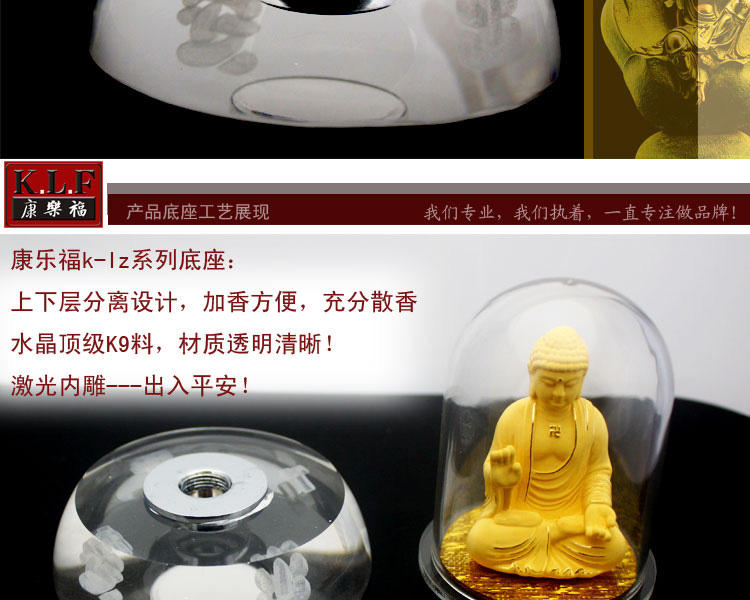 K.L.F
康樂福
产品底座工艺展现
我们专业，我们执着，一直专注做品牌！
康乐福k-lz系列底座：
上下层分离设计，加香方便，充分散香
水晶顶级K9料，材质透明清晰！
激光内雕---出入平安！
卍